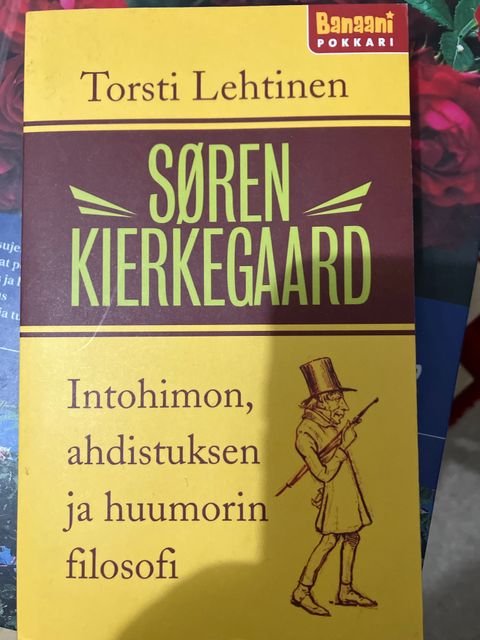 Banaani
POKKARI
Torsti Lehtinen
SØREN
KIERKEGAARD
Intohimon,
ahdistuksen
ja huumorin
filosofi